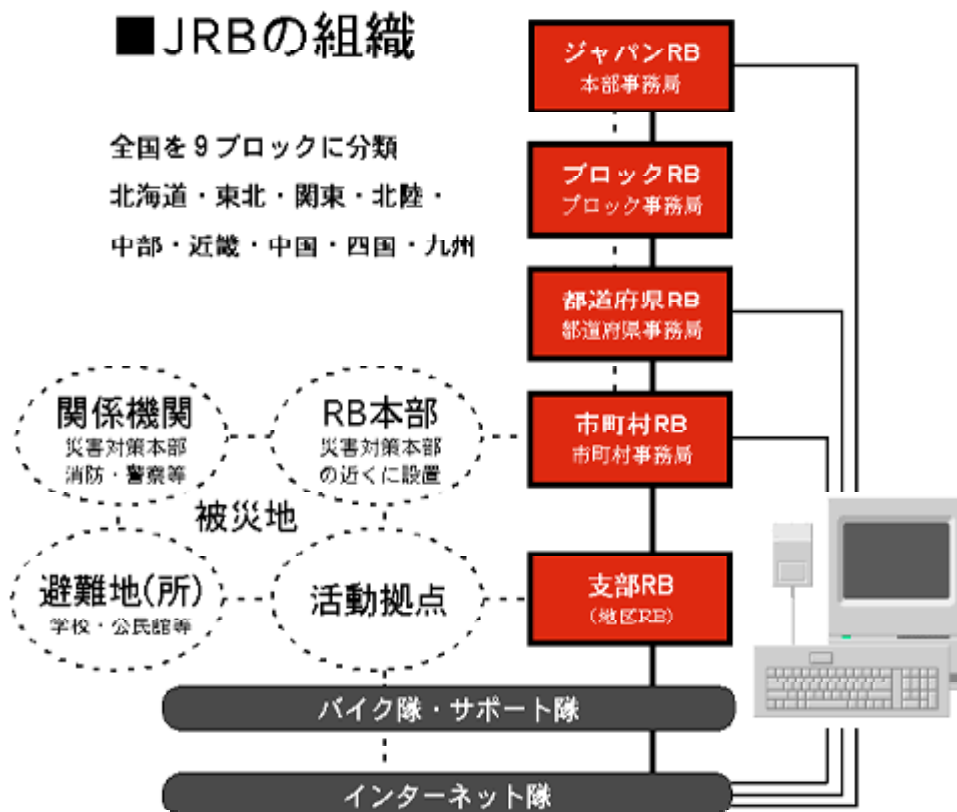 ■JRBの組織
全国を9ブロックに分類
北海道・東北・関東・北陸・
中部・近畿・中国・四国・九州
ジャパンRB
本部事務局
ブロックRB
ブロック事務局
都道府県RB
都道府県事務局
市町村RB
市町村事務局
関係機関
災害対策本部
消防・警察等
RB本部
災害対策本部
の近くに設置
被災地
避難地(所)
学校・公民館等
活動拠点
支部RB
(地区RB)
バイク隊・サポート隊
インターネット隊